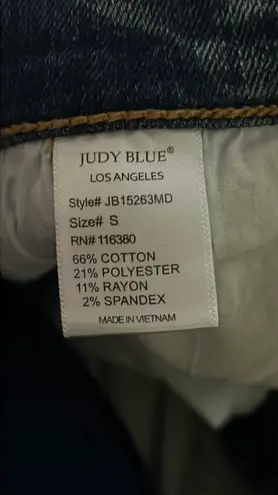 JUDY BLUE®
LOS ANGELES
Style# JB15263MD
Size# S
RN# 116380
66% COTTON
21% POLYESTER
11% RAYON
2% SPANDEX
MADE IN VIETNAM